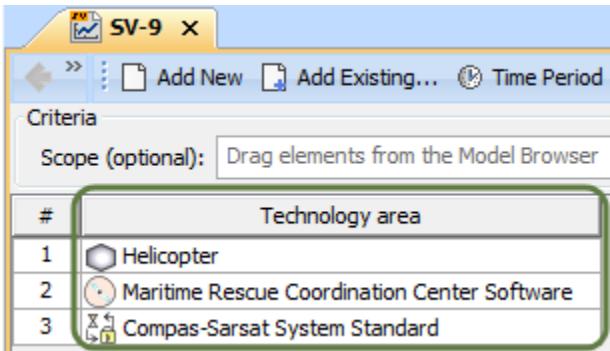 SV-9 X
» Add New Add Existing... Time Period
Criteria
Scope (optional): Drag elements from the Model Browser
# Technology area
1 Helicopter
2 Maritime Rescue Coordination Center Software
3 Compas-Sarsat System Standard